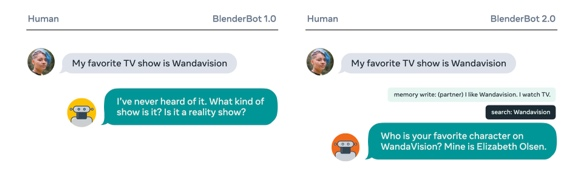 Human BlenderBot 1.0
My favorite TV show is Wandavision
I've never heard of it. What kind of
show is it? Is it a reality show?
Human BlenderBot 2.0
My favorite TV show is Wandavision
memory write: (partner) I like Wandavision. I watch TV.
search: Wandavision
Who is your favorite character on
WandaVision? Mine is Elizabeth Olsen.